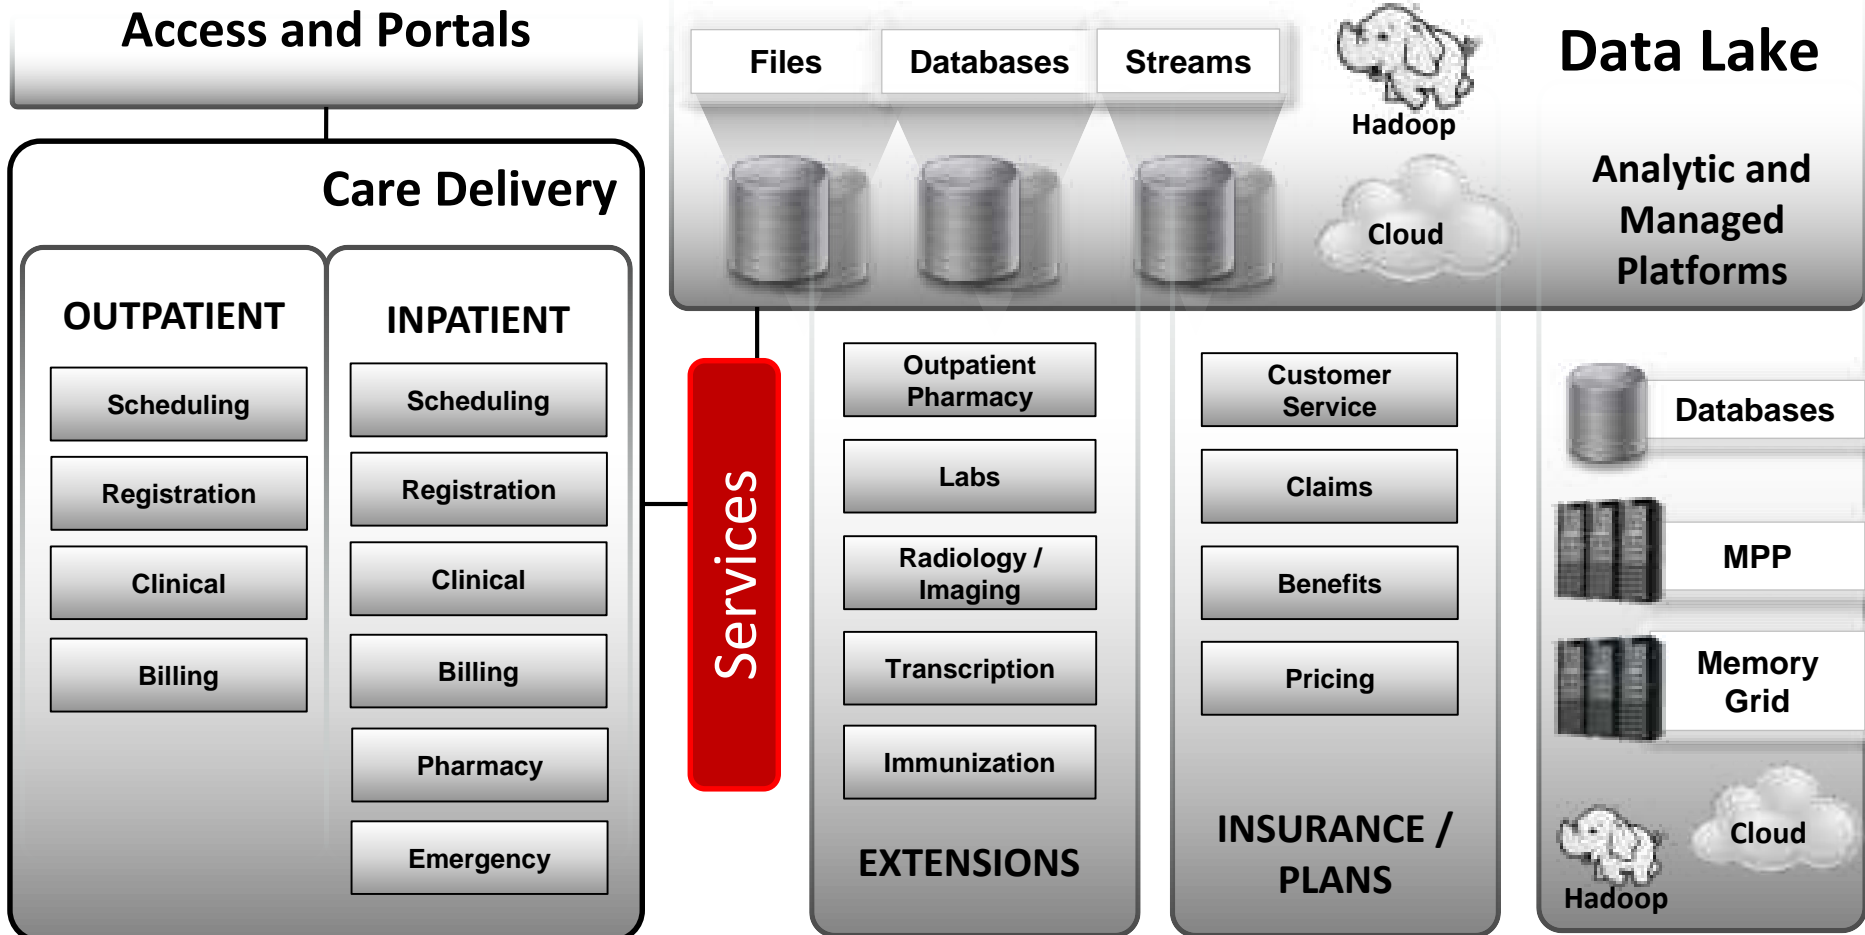 Access and Portals
Care Delivery
OUTPATIENT
Scheduling
Registration
Clinical
Billing
INPATIENT
Scheduling
Registration
Clinical
Billing
Pharmacy
Emergency
Services
Files
Databases
Streams
Hadoop
Cloud
Data Lake
Analytic and
Managed
Platforms
Outpatient
Pharmacy
Labs
Radiology /
Imaging
Transcription
Immunization
EXTENSIONS
Customer
Service
Claims
Benefits
Pricing
INSURANCE /
PLANS
Databases
MPP
Memory
Grid
Cloud
Hadoop